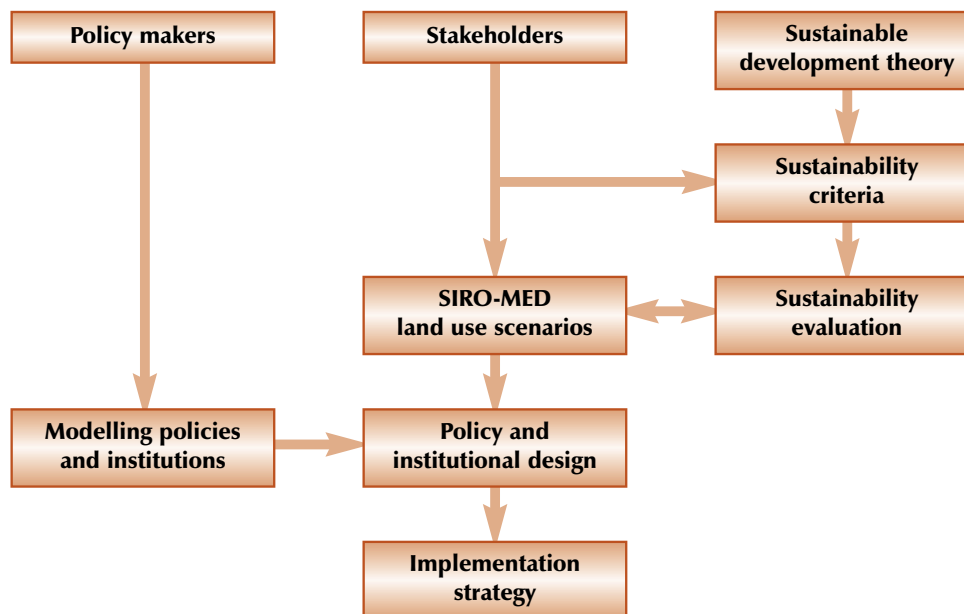 Policy makers
Stakeholders
Sustainable
development theory
Sustainability
criteria
SIRO-MED
land use scenarios
Sustainability
evaluation
Modelling policies
and institutions
Policy and
institutional design
Implementation
strategy